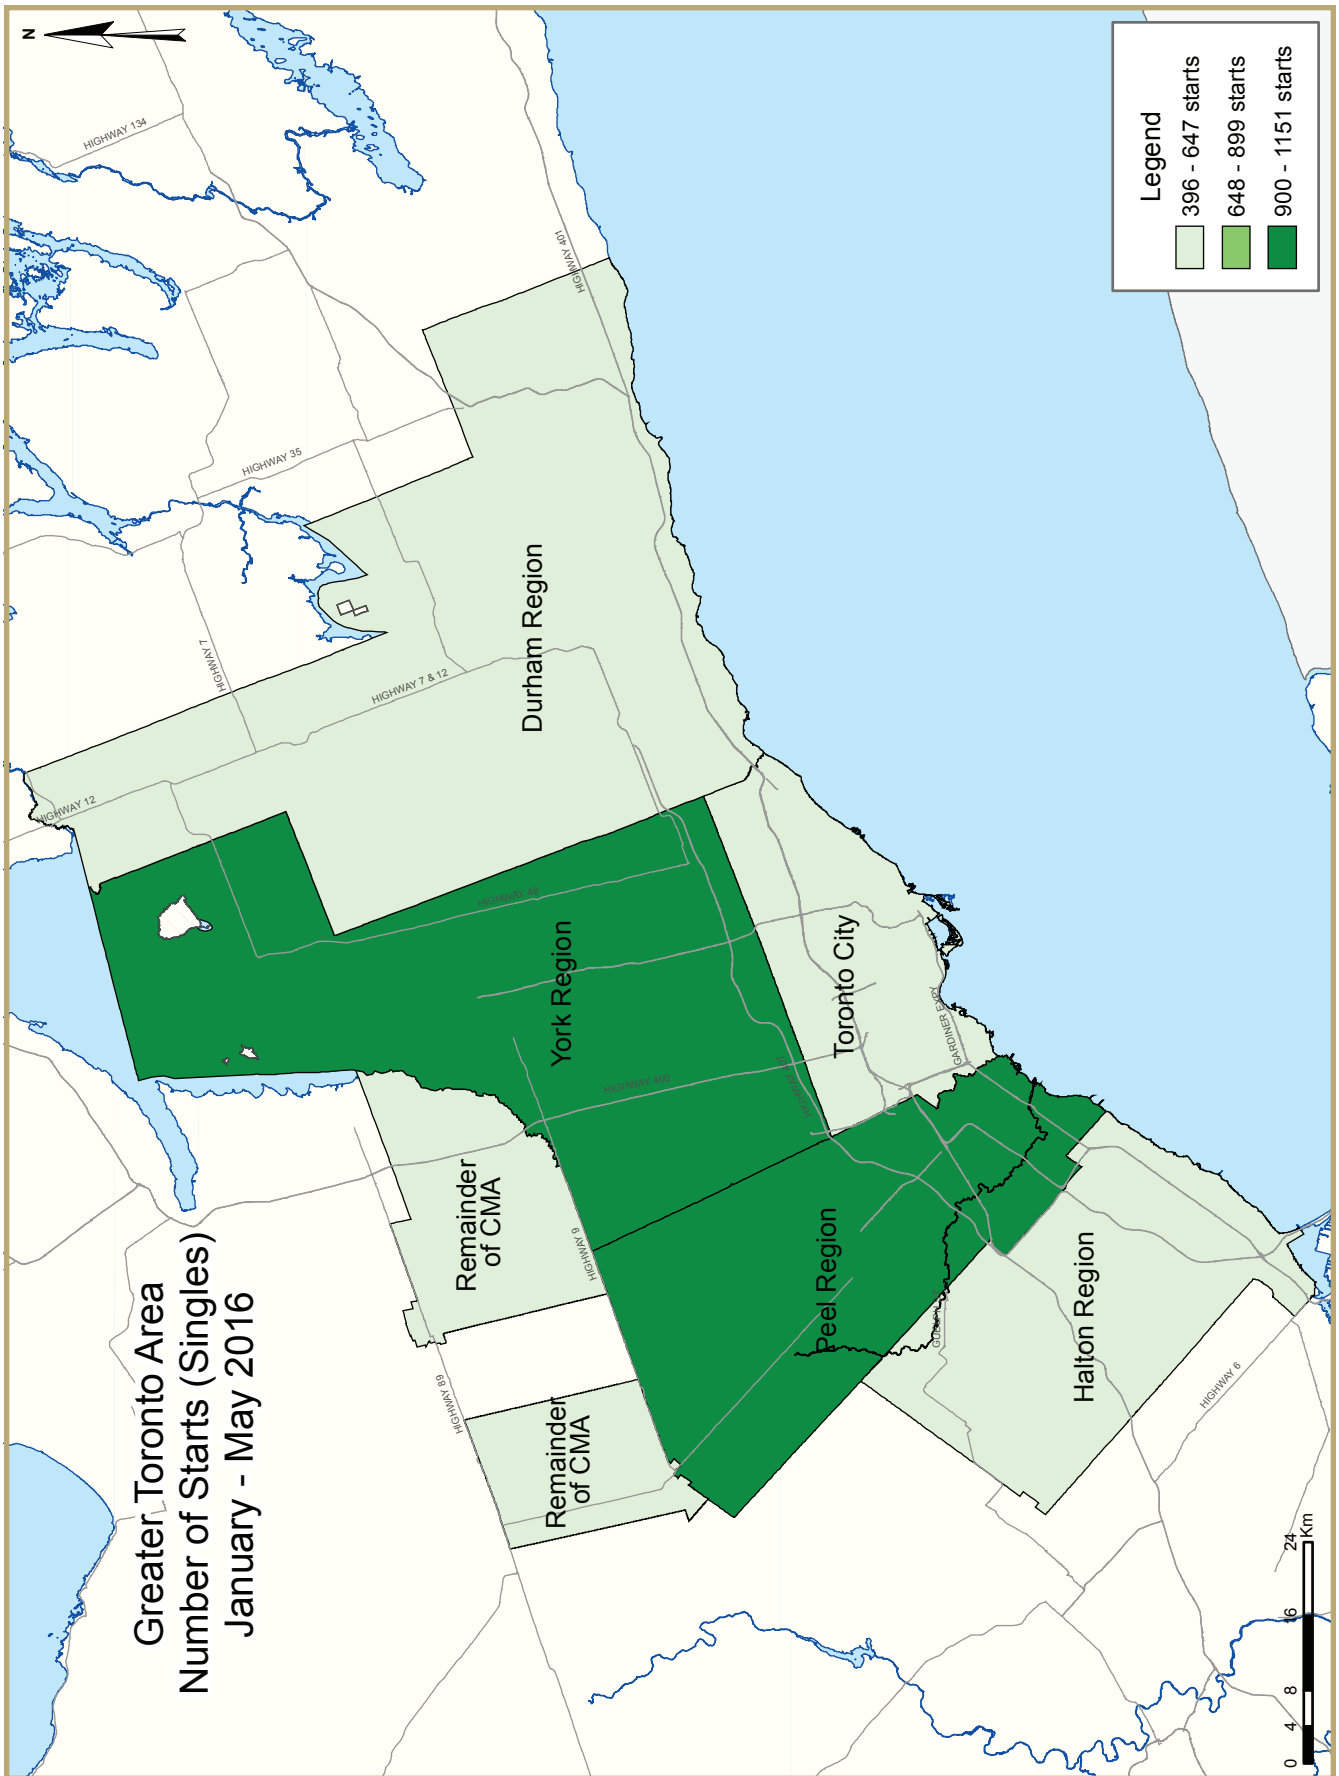 Greater Toronto Area
Number of Starts (Singles)
January - May 2016
N
HIGHWAY 134
HIGHWAY 401
HIGHWAY 35
HIGHWAY 7
HIGHWAY 7 & 12
HIGHWAY 12
Durham Region
HIGHWAY 48
York Region
HIGHWAY 400
HIGHWAY 407
Toronto City
GARDINER EXPY
Remainder
of CMA
HIGHWAY 9
HIGHWAY 89
Remainder
of CMA
Peel Region
Halton Region
HIGHWAY 6
Legend
396 - 647 starts
648 - 899 starts
900 - 1151 starts
0 4 8 16 24
Km